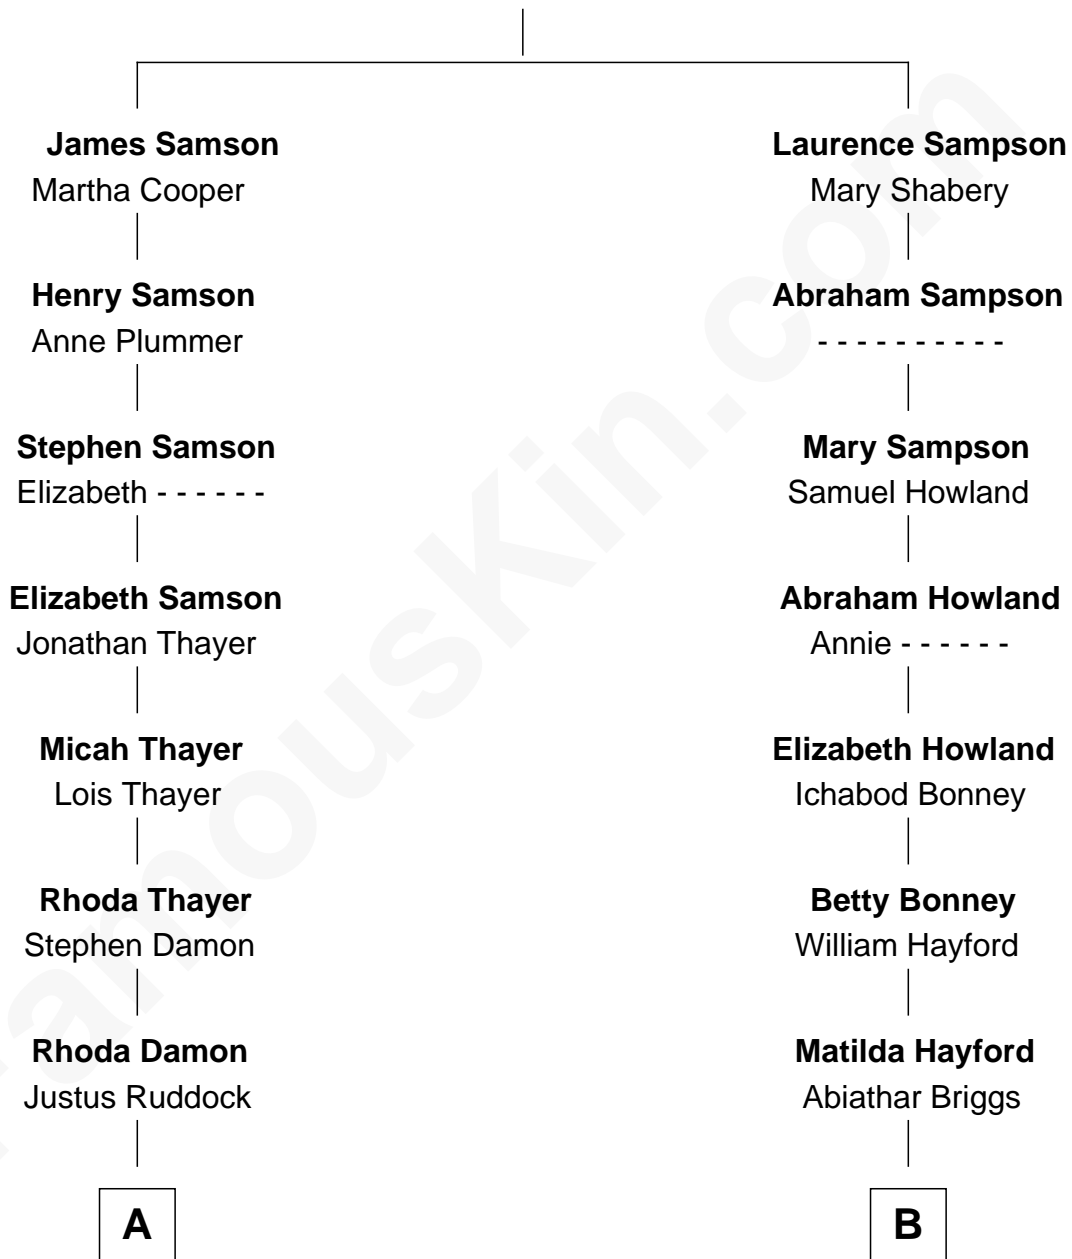 James Samson
Martha Cooper
Henry Samson
Anne Plummer
Stephen Samson
Elizabeth - - - - - -
Elizabeth Samson
Jonathan Thayer
Micah Thayer
Lois Thayer
Rhoda Thayer
Stephen Damon
Rhoda Damon
Justus Ruddock
A
Laurence Sampson
Mary Shabery
Abraham Sampson
- - - - - - - - - -
Mary Sampson
Samuel Howland
Abraham Howland
Annie - - - - - -
Elizabeth Howland
Ichabod Bonney
Betty Bonney
William Hayford
Matilda Hayford
Abiathar Briggs
B
FamousKin.com